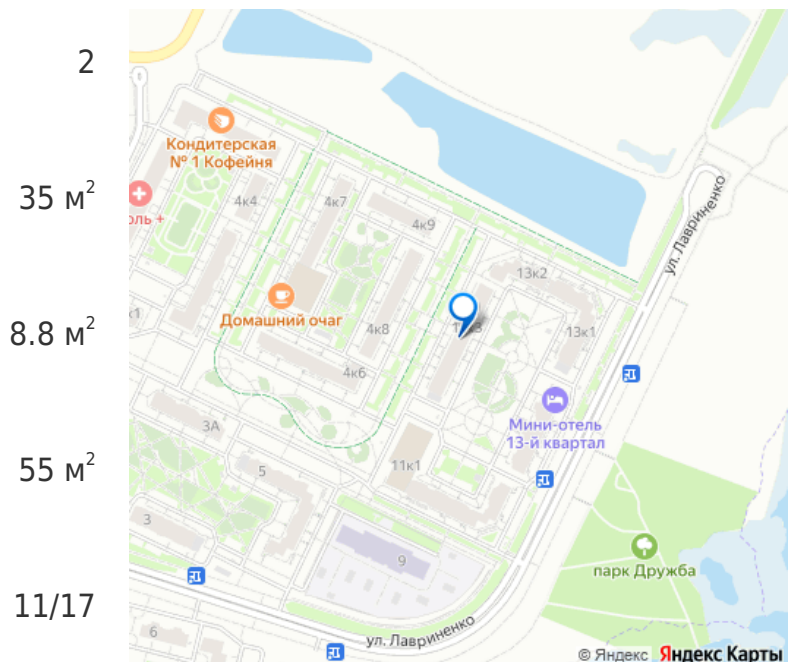 2
35 м²
8.8 м²
55 м²
11/17
Кондитерская
№ 1 Кофейня
оль +
4к4
4к7
4к9
ул. Лавриненко
13к2
Домашний очаг
к1
4к8
13к1
4к6
Мини-отель
13-й квартал
3А
11к1
5
3
9
парк Дружба
6
ул. Лавриненко
© Яндекс Яндекс Карты